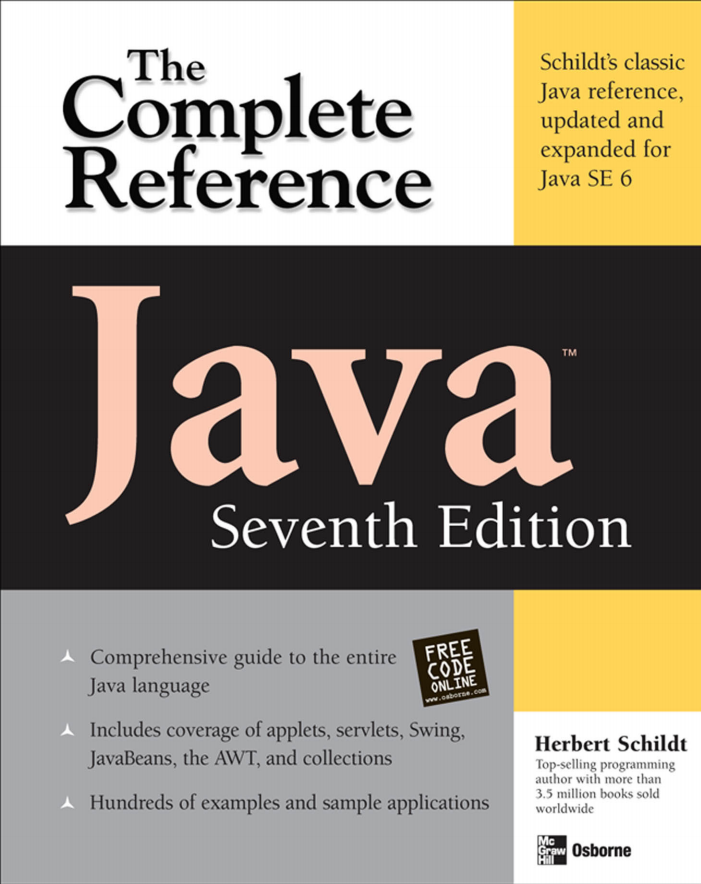 The
Complete
Reference
Schildt's classic
Java reference,
updated and
expanded for
Java SE 6
Java™
Seventh Edition
Comprehensive guide to the entire
Java language
Includes coverage of applets, servlets, Swing,
JavaBeans, the AWT, and collections
Hundreds of examples and sample applications
FREE
CODE
ONLINE
www.osborne.com
Herbert Schildt
Top-selling programming
author with more than
3.5 million books sold
worldwide
Mc
Graw
Hill
Osborne